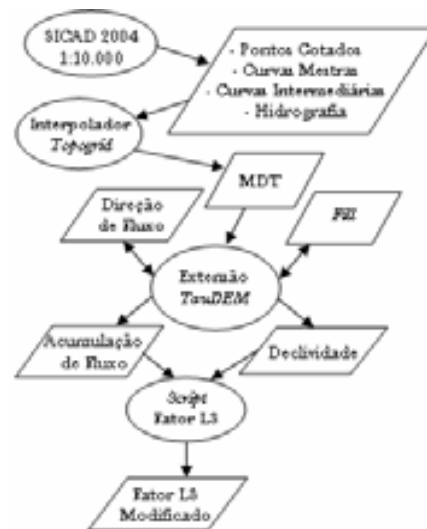 SICAD 2004
1:10.000
- Pontos Cotados
- Curvas Mestras
- Curvas Intermediárias
- Hidrografia
Interpolador
Topogrid
MDT
Direção
de Fluxo
Fill
Extensão
TauDEM
Acumulação
de Fluxo
Declividade
Script
Fator LS
Fator LS
Modificado